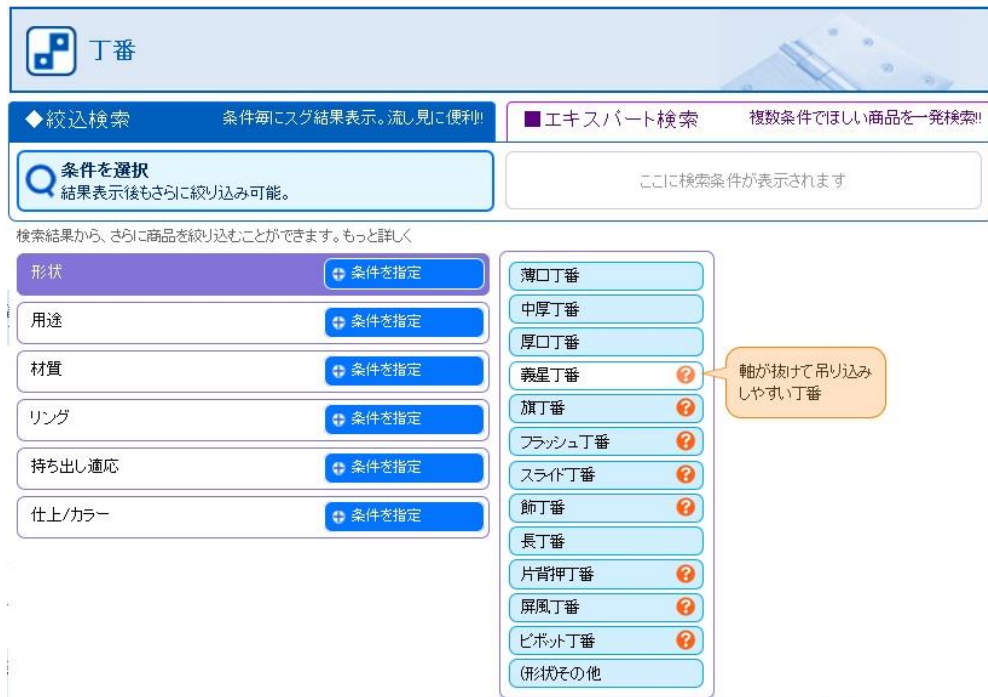 丁番
◆絞込検索 条件毎にスグ結果表示。流し見に便利!!
■エキスパート検索 複数条件でほしい商品を一発検索!!
条件を選択
結果表示後もさらに絞り込み可能。
ここに検索条件が表示されます
検索結果から、さらに商品を絞り込むことができます。もっと詳しく
形状 条件を指定
用途 条件を指定
材質 条件を指定
リング 条件を指定
持ち出し適応 条件を指定
仕上/カラー 条件を指定
薄口丁番
中厚丁番
厚口丁番
義星丁番 ?
軸が抜けて吊り込み
しやすい丁番
旗丁番 ?
フラッシュ丁番 ?
スライド丁番 ?
飾丁番 ?
長丁番
片背押丁番 ?
屏風丁番 ?
ピボット丁番 ?
(形状)その他